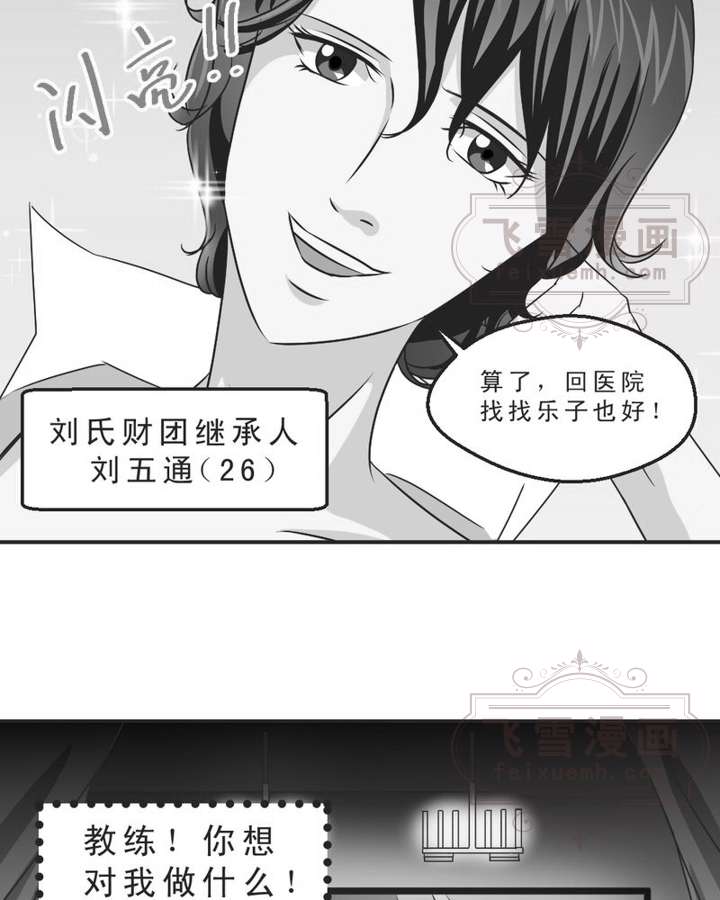 闪亮!!
飞雪漫画
feixuemh.com
算了，回医院
找找乐子也好！
刘氏财团继承人
刘五通（26）
飞雪漫画
feixuemh.com
教练！你想
对我做什么！